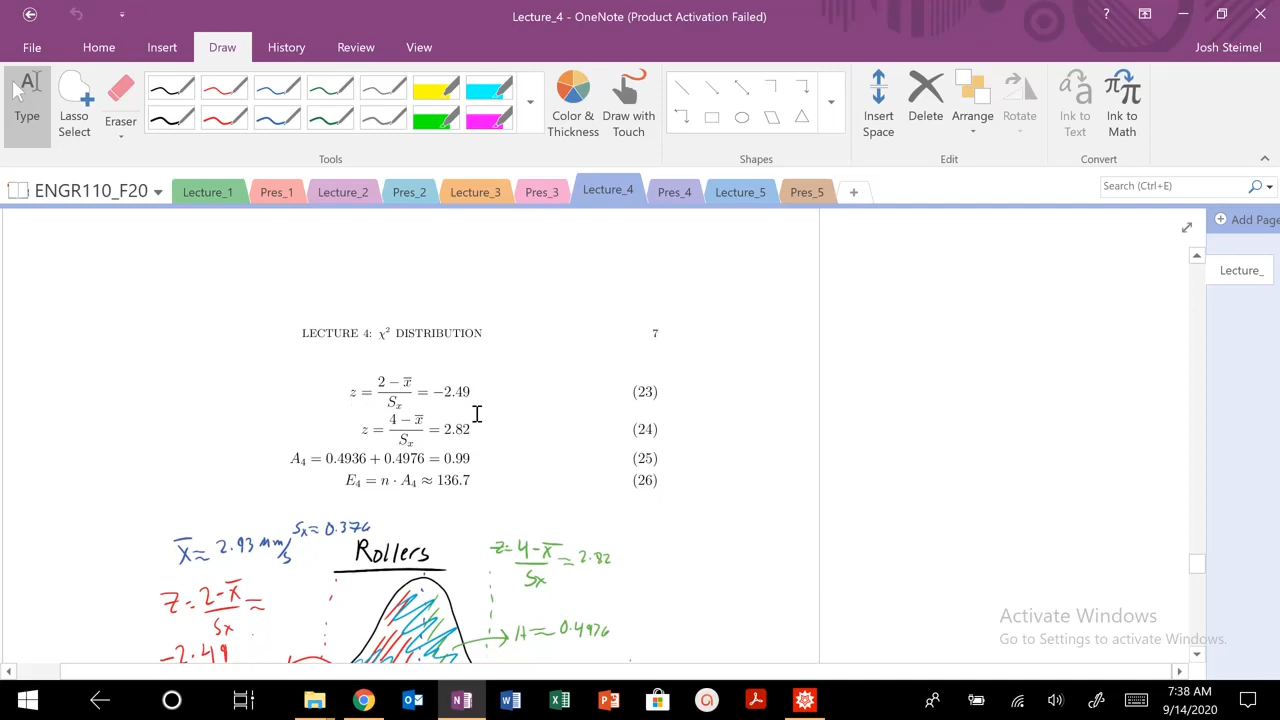 Lecture_4 - OneNote (Product Activation Failed)
?
File Home Insert Draw History Review View Josh Steimel
Type
Lasso Select
Eraser
Color & Thickness
Draw with Touch
Insert Space
Delete
Arrange
Rotate
Ink to Text
Ink to Math
Tools Shapes Edit Convert
ENGR110_F20 Lecture_1 Pres_1 Lecture_2 Pres_2 Lecture_3 Pres_3 Lecture_4 Pres_4 Lecture_5 Pres_5 + Search (Ctrl+E)
Add Page
Lecture_
LECTURE 4: χ² DISTRIBUTION 7
z = (2 − x̄)/Sₓ = −2.49 (23)
z = (4 − x̄)/Sₓ = 2.82 (24)
A₄ = 0.4936 + 0.4976 = 0.99 (25)
E₄ = n · A₄ ≈ 136.7 (26)
x̄ ≈ 2.93 mm/s Sx ≈ 0.376
Rollers
z = (4 − x̄)/Sx = 2.82
z = (2 − x̄)/Sx ≈
−2.49
A ≈ 0.4976
Activate Windows
Go to Settings to activate Windows.
7:38 AM
9/14/2020